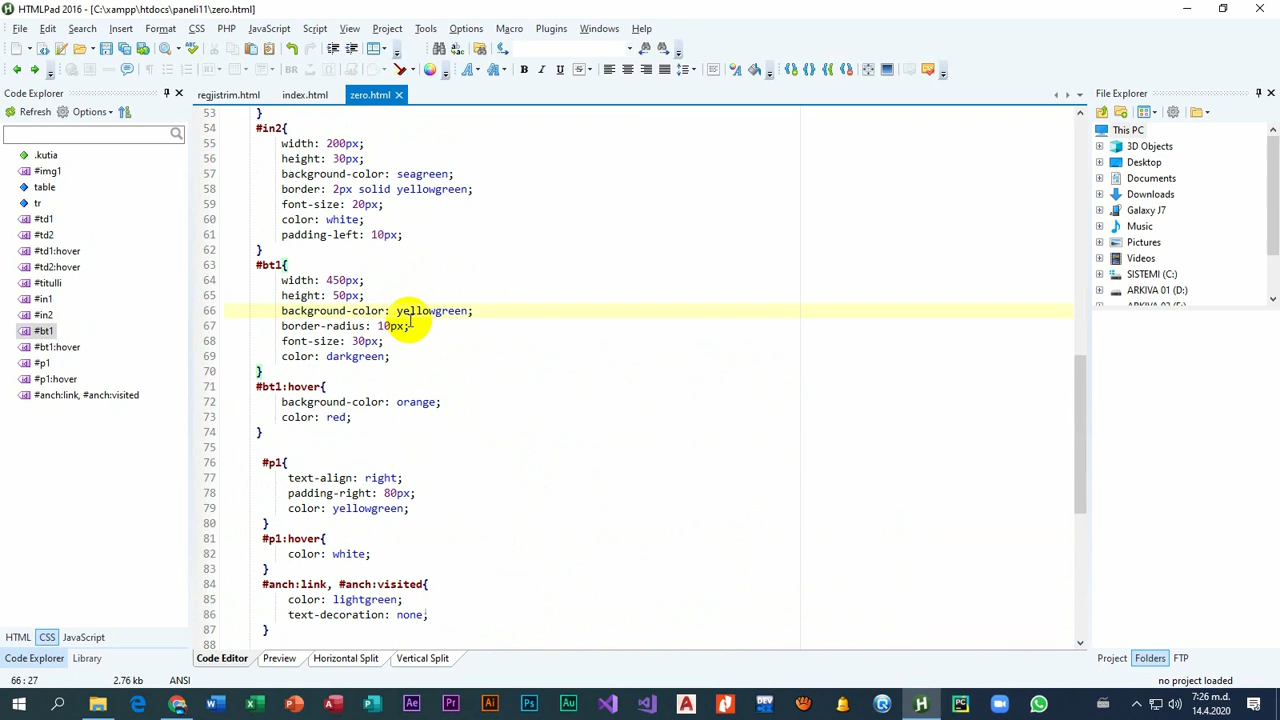 HTMLPad 2016 - [C:\xampp\htdocs\paneli11\zero.html]
File Edit Search Insert Format CSS PHP JavaScript Script View Project Tools Options Macro Plugins Windows Help
Code Explorer
regjistrim.html index.html zero.html
File Explorer
Refresh Options
.kutia
#img1
table
tr
#td1
#td2
#td1:hover
#td2:hover
#titulli
#in1
#in2
#bt1
#bt1:hover
#p1
#p1:hover
#anch:link, #anch:visited
53 }
54 #in2{
55 width: 200px;
56 height: 30px;
57 background-color: seagreen;
58 border: 2px solid yellowgreen;
59 font-size: 20px;
60 color: white;
61 padding-left: 10px;
62 }
63 #bt1{
64 width: 450px;
65 height: 50px;
66 background-color: yellowgreen;
67 border-radius: 10px;
68 font-size: 30px;
69 color: darkgreen;
70 }
71 #bt1:hover{
72 background-color: orange;
73 color: red;
74 }
75
76 #p1{
77 text-align: right;
78 padding-right: 80px;
79 color: yellowgreen;
80 }
81 #p1:hover{
82 color: white;
83 }
84 #anch:link, #anch:visited{
85 color: lightgreen;
86 text-decoration: none;
87 }
88
This PC
3D Objects
Desktop
Documents
Downloads
Galaxy J7
Music
Pictures
Videos
SISTEMI (C:)
ARKIVA 01 (D:)
ARKIVA 02 (E:)
HTML CSS JavaScript
Code Explorer Library
Code Editor Preview Horizontal Split Vertical Split
Project Folders FTP
66 : 27 2.76 kb ANSI
no project loaded
7:26 m.d.
14.4.2020